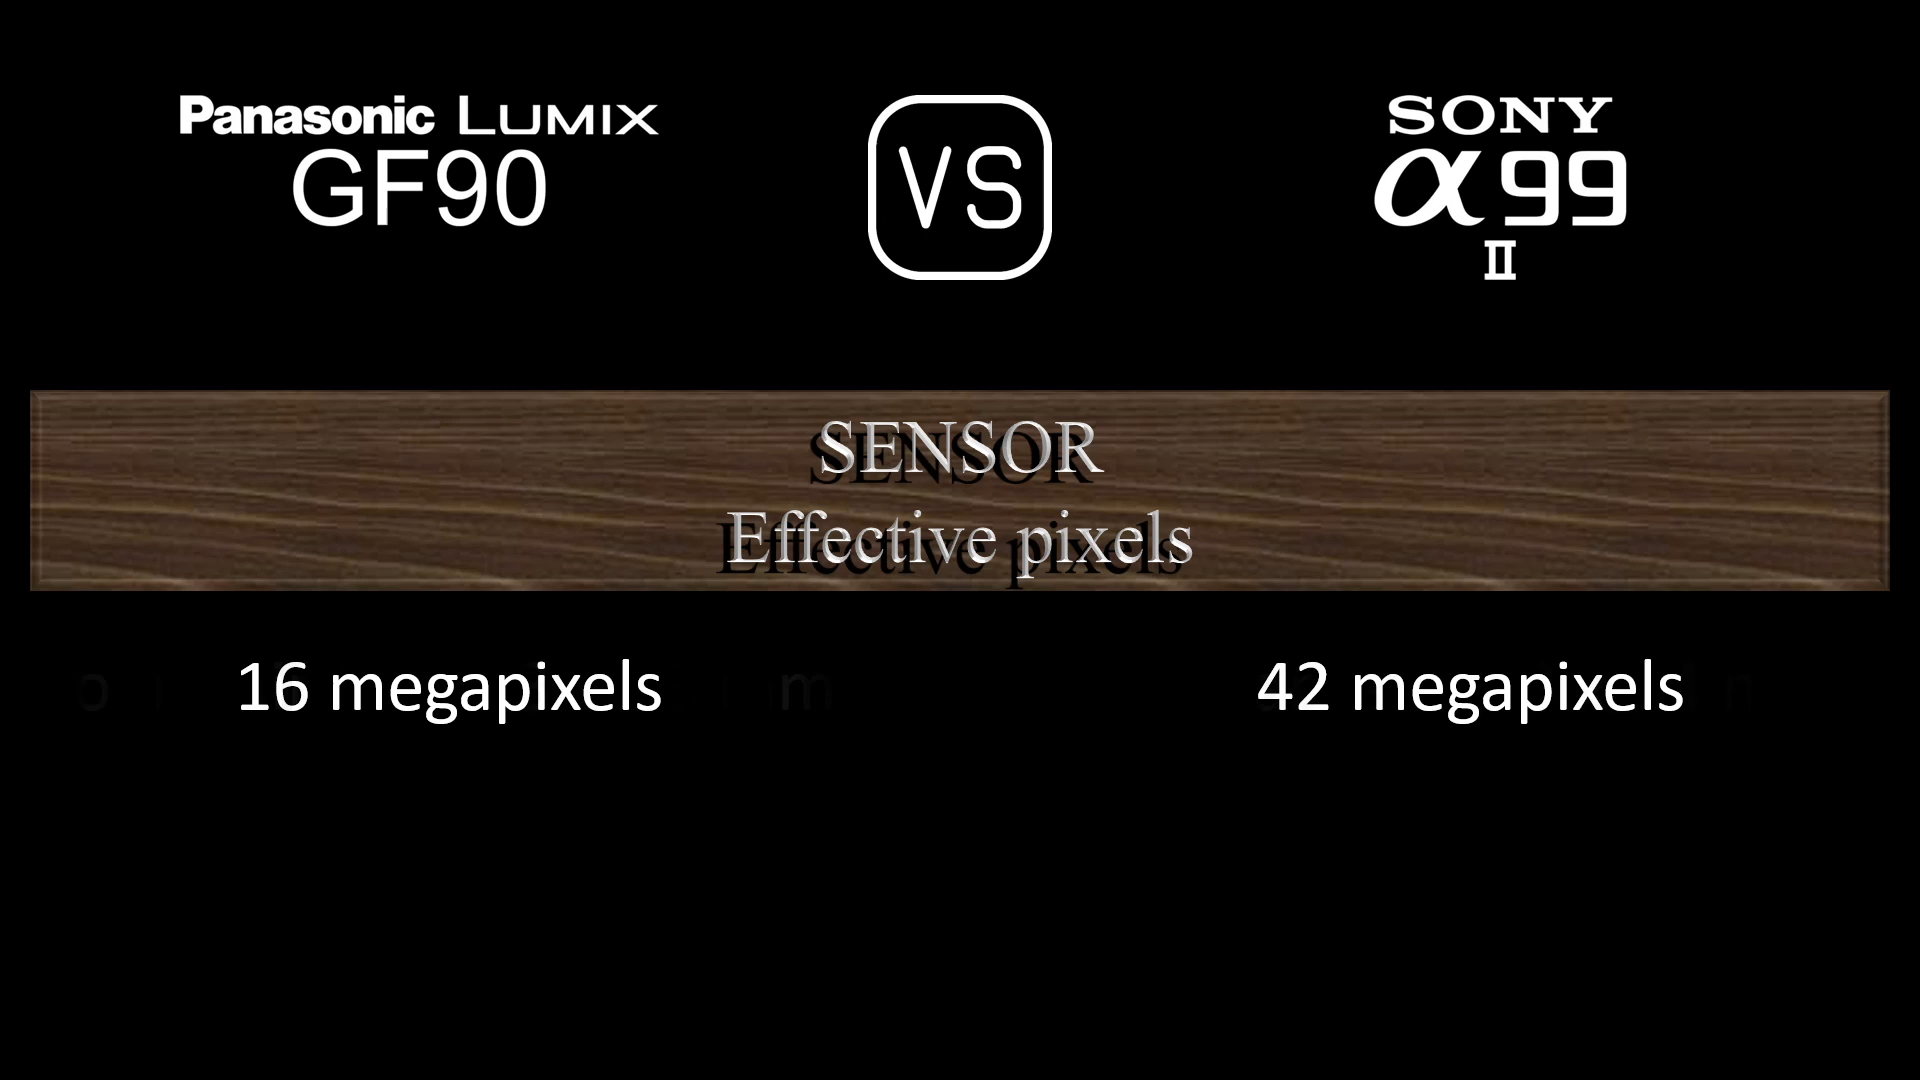 Panasonic LUMIX
GF90
VS
SONY
α99
II
SENSOR
Effective pixels
16 megapixels
42 megapixels